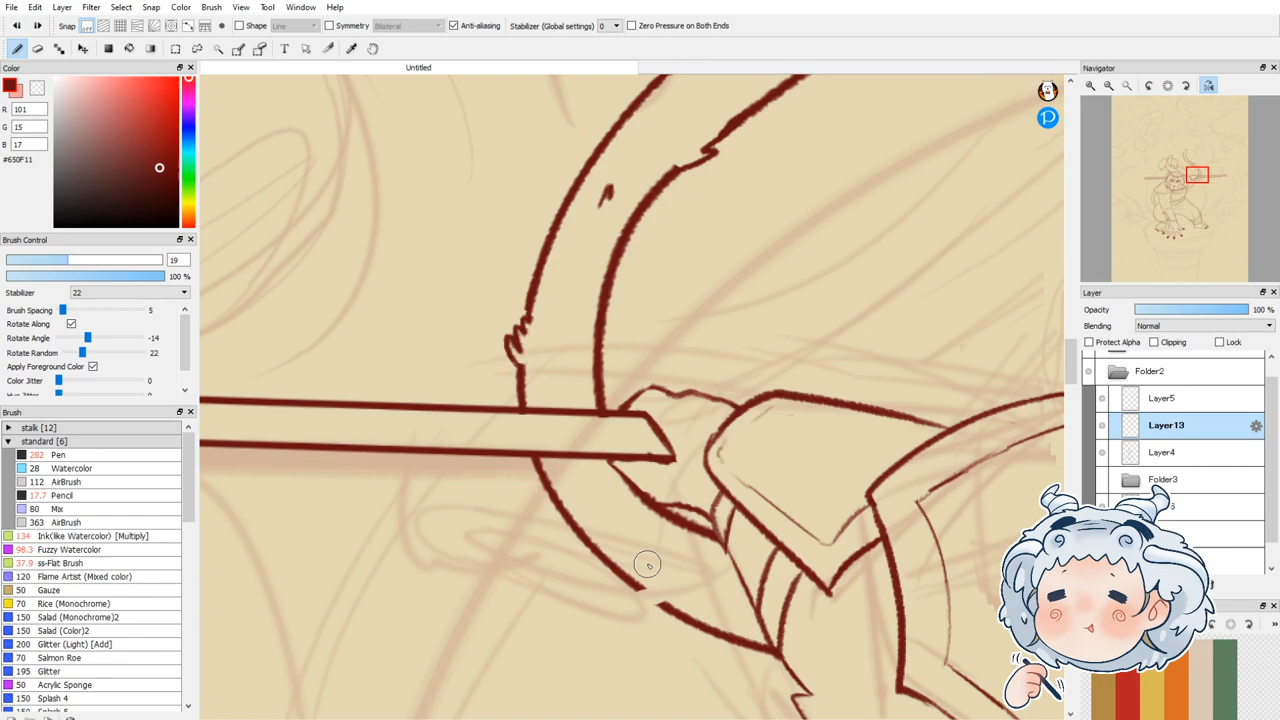 File Edit Layer Filter Select Snap Color Brush View Tool Window Help
Snap off Shape Line Symmetry Bilateral Anti-aliasing Stabilizer (Global settings) 0 Zero Pressure on Both Ends
Color
Untitled
Navigator
R 101
G 15
B 17
#650F11
Brush Control
19
100 %
Stabilizer 22
Brush Spacing 5
Rotate Along
Rotate Angle -14
Rotate Random 22
Apply Foreground Color
Color Jitter 0
Hue Jitter
Layer
Opacity 100 %
Blending Normal
Protect Alpha Clipping Lock
Folder2
Layer5
Layer13
Layer4
Folder3
Brush
stalk [12]
standard [6]
282 Pen
28 Watercolor
112 AirBrush
17.7 Pencil
80 Mix
363 AirBrush
134 Ink(like Watercolor) [Multiply]
98.3 Fuzzy Watercolor
37.9 ss-Flat Brush
120 Flame Artist (Mixed color)
50 Gauze
70 Rice (Monochrome)
150 Salad (Monochrome)2
150 Salad (Color)2
200 Glitter (Light) [Add]
70 Salmon Roe
195 Glitter
50 Acrylic Sponge
150 Splash 4
150 Splash 5